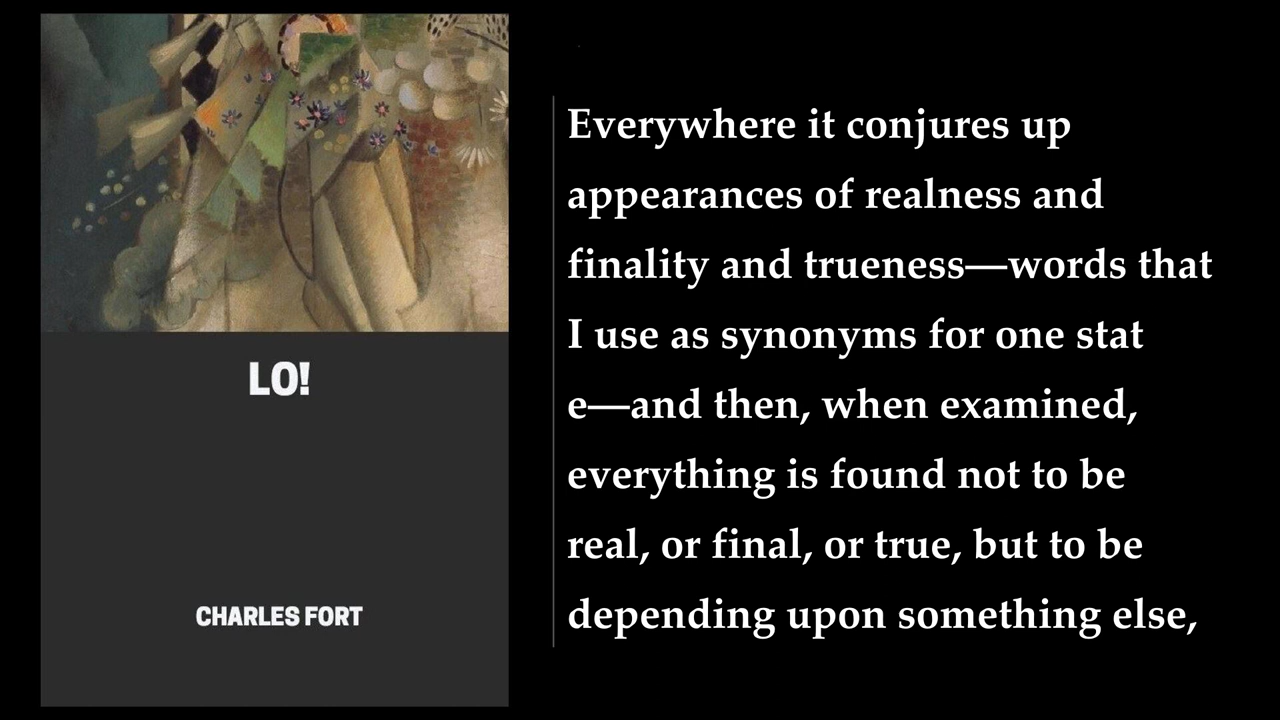 LO!
CHARLES FORT
Everywhere it conjures up
appearances of realness and
finality and trueness—words that
I use as synonyms for one stat
e—and then, when examined,
everything is found not to be
real, or final, or true, but to be
depending upon something else,